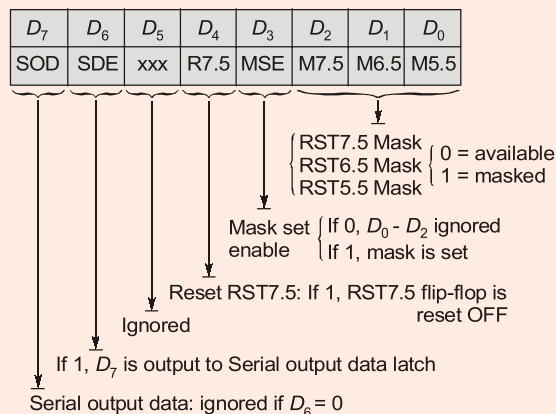 D7 D6 D5 D4 D3 D2 D1 D0
SOD SDE xxx R7.5 MSE M7.5 M6.5 M5.5
RST7.5 Mask
RST6.5 Mask
RST5.5 Mask
0 = available
1 = masked
Mask set enable
If 0, D0 - D2 ignored
If 1, mask is set
Reset RST7.5: If 1, RST7.5 flip-flop is
reset OFF
Ignored
If 1, D7 is output to Serial output data latch
Serial output data: ignored if D6 = 0